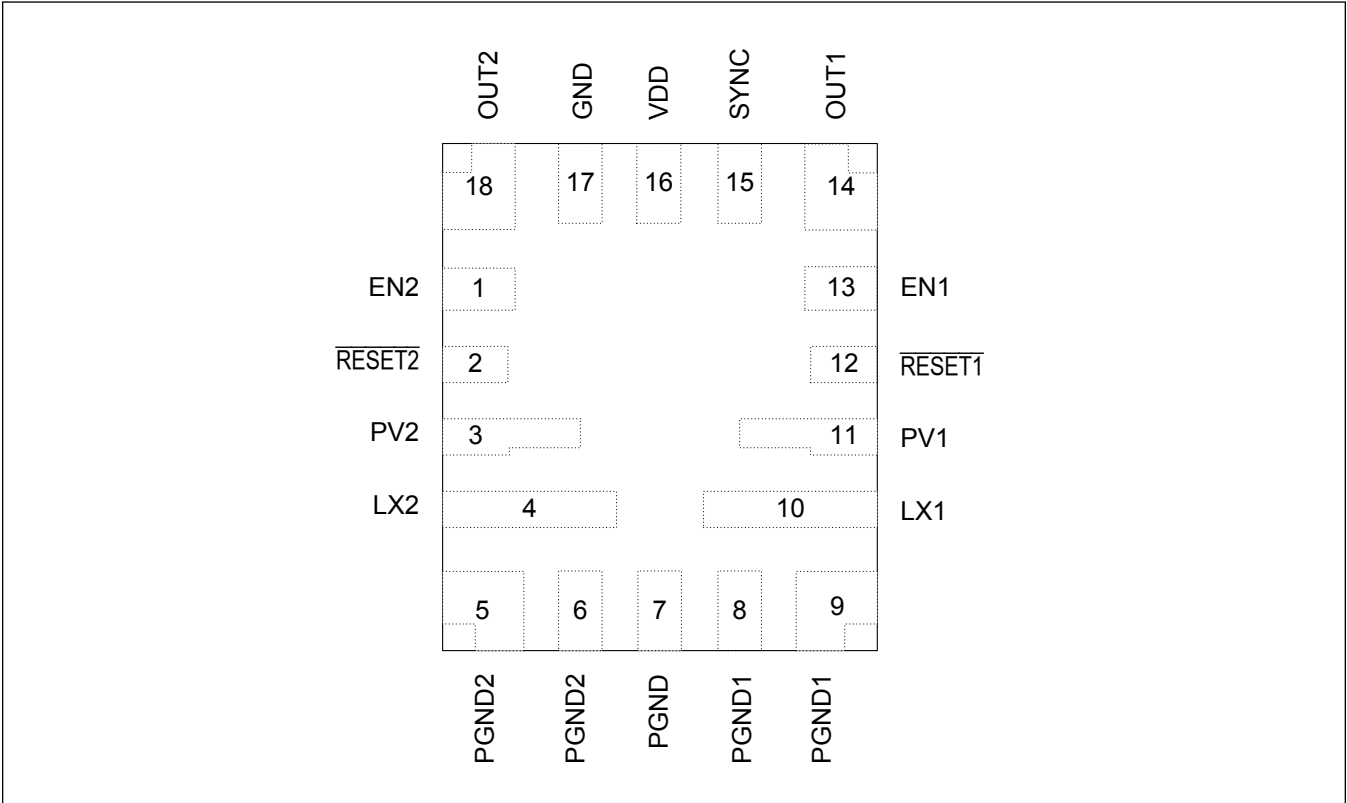 OUT2 GND VDD SYNC OUT1
18 17 16 15 14
EN2 1 13 EN1
RESET2 2 12 RESET1
PV2 3 11 PV1
LX2 4 10 LX1
5 6 7 8 9
PGND2 PGND2 PGND PGND1 PGND1